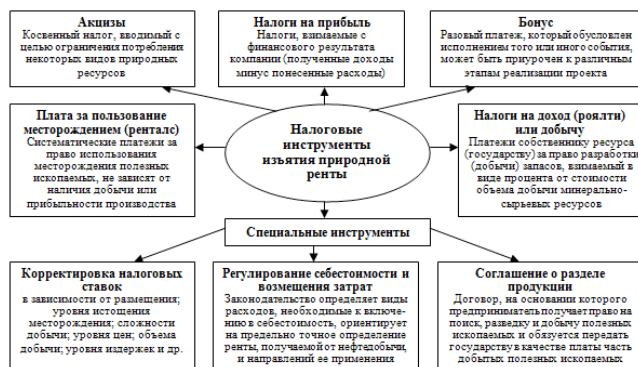 Акцизы
Косвенный налог, вводимый с
целью ограничения потребления
некоторых видов природных
ресурсов
Налоги на прибыль
Налоги, взимаемые с
финансового результата
компании (полученные доходы
минус понесенные расходы)
Бонус
Разовый платеж, который обусловлен
исполнением того или иного события,
может быть приурочен к различным
этапам реализации проекта
Плата за пользование
месторождением (ренталс)
Систематические платежи за
право использования
месторождения полезных
ископаемых, не зависят от
наличия добычи или
прибыльности производства
Налоговые
инструменты
изъятия природной
ренты
Налоги на доход (роялти)
или добычу
Платежи собственнику ресурса
(государству) за право разработки
(добычи) запасов, взимаемый в
виде процента от стоимости
объема добычи минерально-
сырьевых ресурсов
Специальные инструменты
Корректировка налоговых
ставок
в зависимости от размещения;
уровня истощения
месторождения; сложности
добычи; уровня цен; объема
добычи; уровня издержек и др.
Регулирование себестоимости и
возмещения затрат
Законодательство определяет виды
расходов, необходимые к включе-
нию в себестоимость, ориентирует
на предельно точное определение
ренты, получаемой от нефтедобычи,
и направлений ее применения
Соглашение о разделе
продукции
Договор, на основании которого
предприниматель получает право на
поиск, разведку и добычу полезных
ископаемых и обязуется передать
государству в качестве платы часть
добытых полезных ископаемых